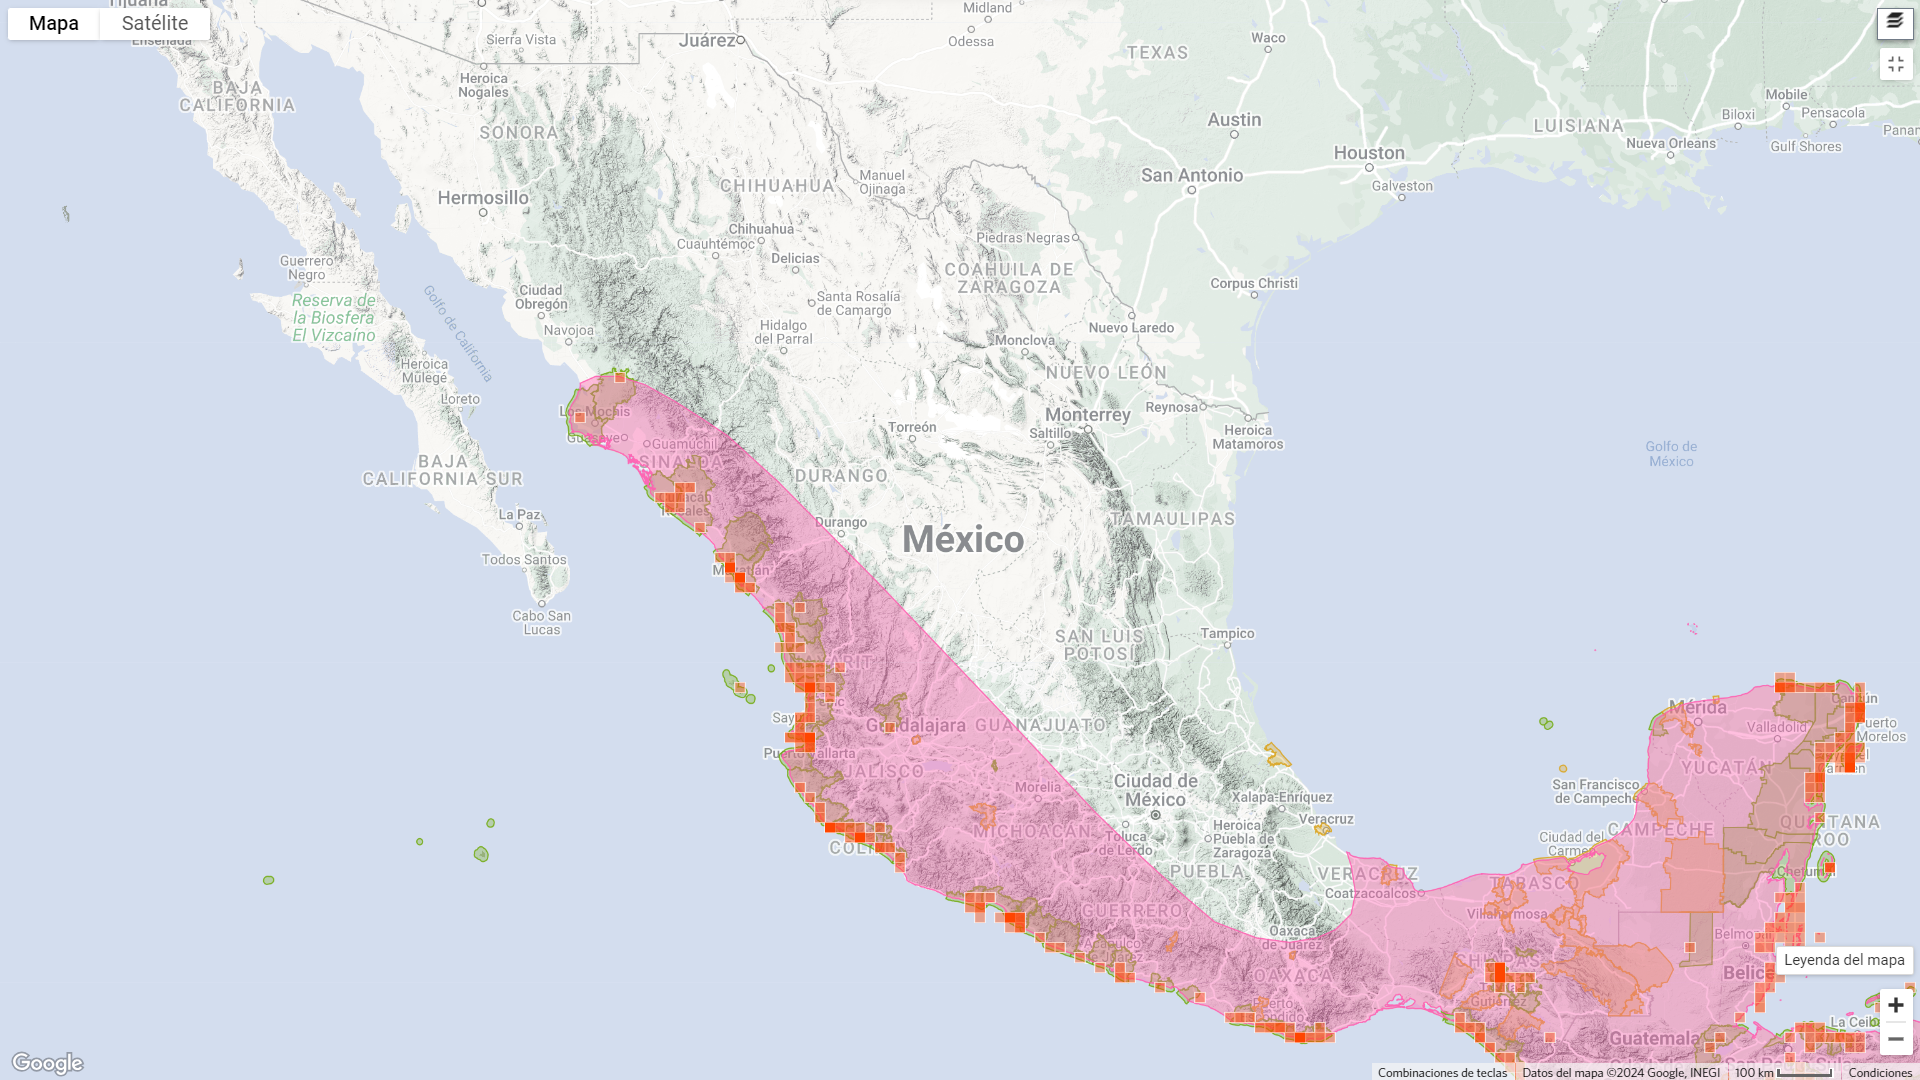 Mapa
Satélite
Tijuana
Ensenada
Sierra Vista
Juárez
Midland
Odessa
Waco
TEXAS
Heroica
Nogales
BAJA
CALIFORNIA
SONORA
Austin
Mobile
Biloxi
Pensacola
LUISIANA
Nueva Orleans
Gulf Shores
Houston
San Antonio
Galveston
CHIHUAHUA
Manuel
Ojinaga
Hermosillo
Chihuahua
Cuauhtémoc
Delicias
Piedras Negras
COAHUILA DE
ZARAGOZA
Guerrero
Negro
Reserva de
la Biosfera
El Vizcaíno
Golfo de California
Ciudad
Obregón
Navojoa
Santa Rosalía
de Camargo
Hidalgo
del Parral
Corpus Christi
Nuevo Laredo
Monclova
Heroica
Mulegé
Loreto
NUEVO LEÓN
Monterrey
Reynosa
Saltillo
Torreón
Heroica
Matamoros
Los Mochis
Guasave
Guamúchil
SINALOA
BAJA
CALIFORNIA SUR
DURANGO
Golfo de
México
La Paz
Durango
México
TAMAULIPAS
Todos Santos
Cabo San
Lucas
SAN LUIS
POTOSÍ
Tampico
Guadalajara
GUANAJUATO
Puerto Vallarta
JALISCO
Morelia
Ciudad de
México
Xalapa-Enríquez
Veracruz
MICHOACÁN
Toluca
de Lerdo
Heroica
Puebla de
Zaragoza
PUEBLA
VERACRUZ
Coatzacoalcos
GUERRERO
Acapulco
de Juárez
Oaxaca
de Juárez
OAXACA
Puerto
Escondido
Mérida
Valladolid
Cancún
Puerto
Morelos
YUCATÁN
San Francisco
de Campeche
Ciudad del
Carmen
CAMPECHE
QUINTANA
ROO
Chetumal
TABASCO
Villahermosa
CHIAPAS
Tuxtla
Gutiérrez
Belmopán
Belice
Leyenda del mapa
La Ceiba
Guatemala
San Pedro Sula
Google
Combinaciones de teclas
Datos del mapa ©2024 Google, INEGI
100 km
Condiciones